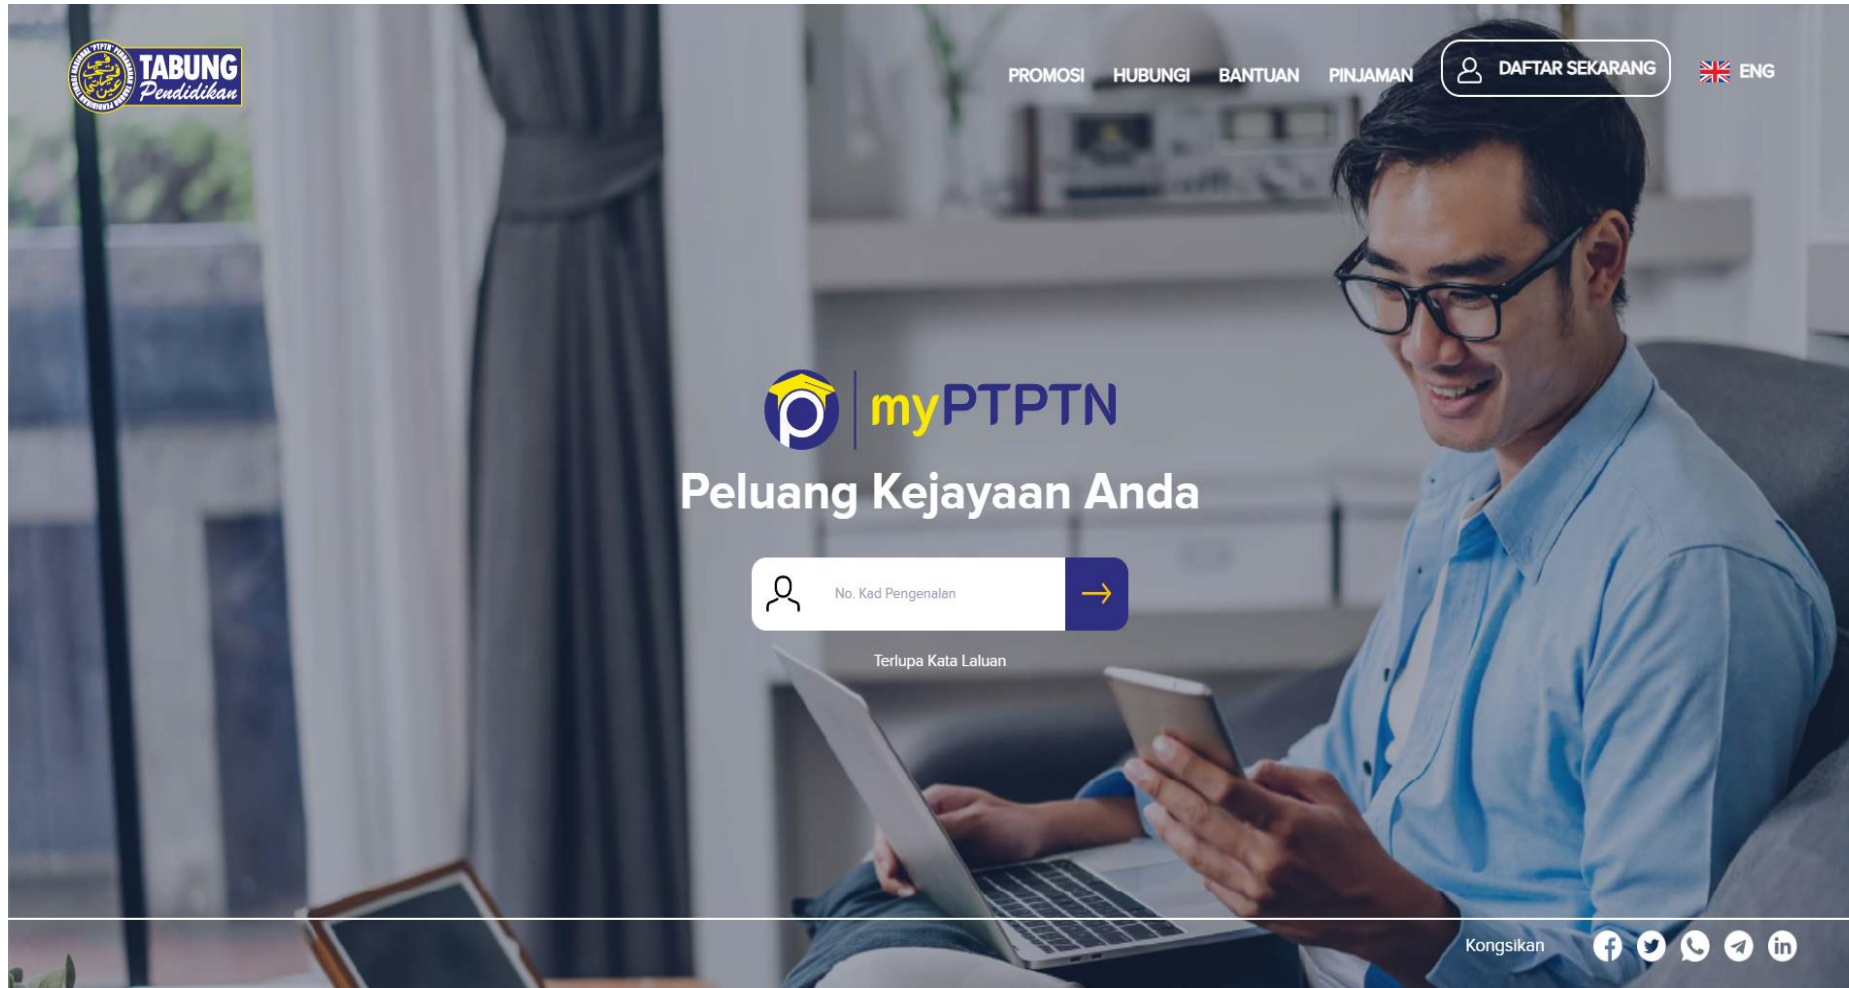 TABUNG
Pendidikan
PROMOSI HUBUNGI BANTUAN PINJAMAN DAFTAR SEKARANG ENG
myPTPTN
Peluang Kejayaan Anda
No. Kad Pengenalan
Terlupa Kata Laluan
Kongsikan